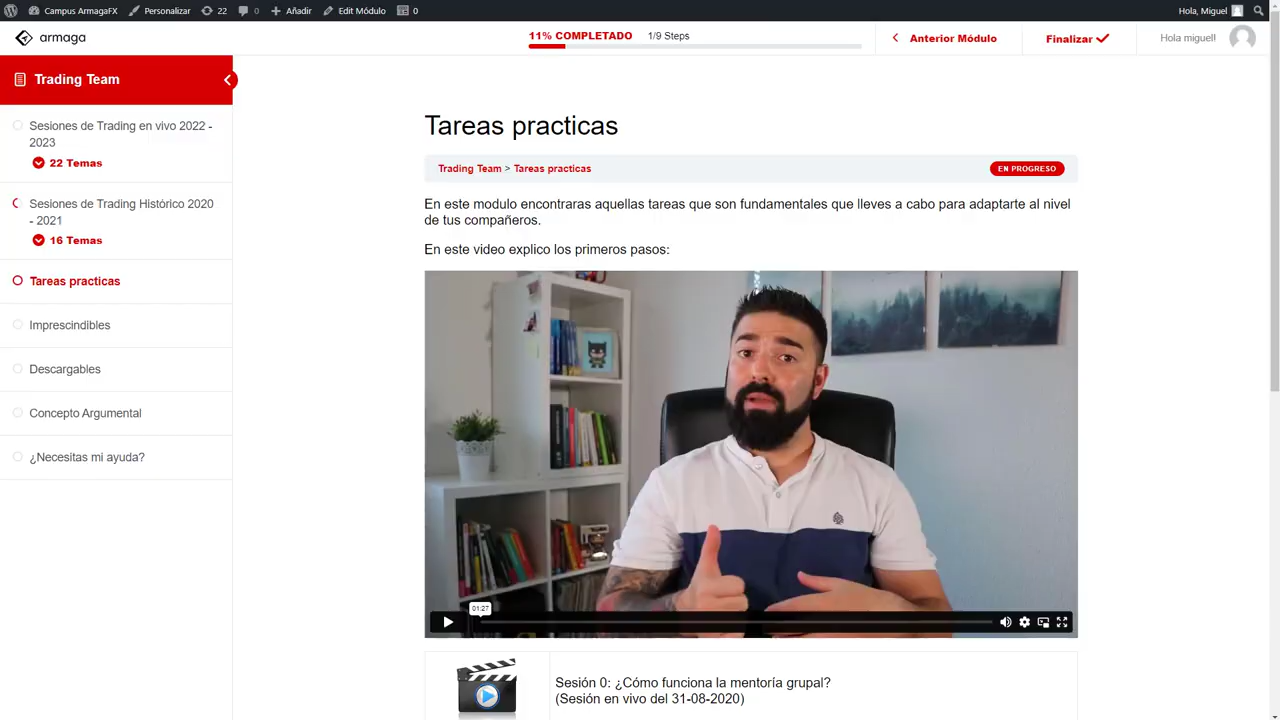 Campus ArmagaFX
Personalizar
22
0
Añadir
Edit Módulo
0
Hola, Miguel
armaga
11% COMPLETADO
1/9 Steps
Anterior Módulo
Finalizar
Hola miguel!
Trading Team
Sesiones de Trading en vivo 2022 -
2023
22 Temas
Sesiones de Trading Histórico 2020
- 2021
16 Temas
Tareas practicas
Imprescindibles
Descargables
Concepto Argumental
¿Necesitas mi ayuda?
Tareas practicas
Trading Team > Tareas practicas
EN PROGRESO
En este modulo encontraras aquellas tareas que son fundamentales que lleves a cabo para adaptarte al nivel
de tus compañeros.
En este video explico los primeros pasos:
01:27
Sesión 0: ¿Cómo funciona la mentoría grupal?
(Sesión en vivo del 31-08-2020)